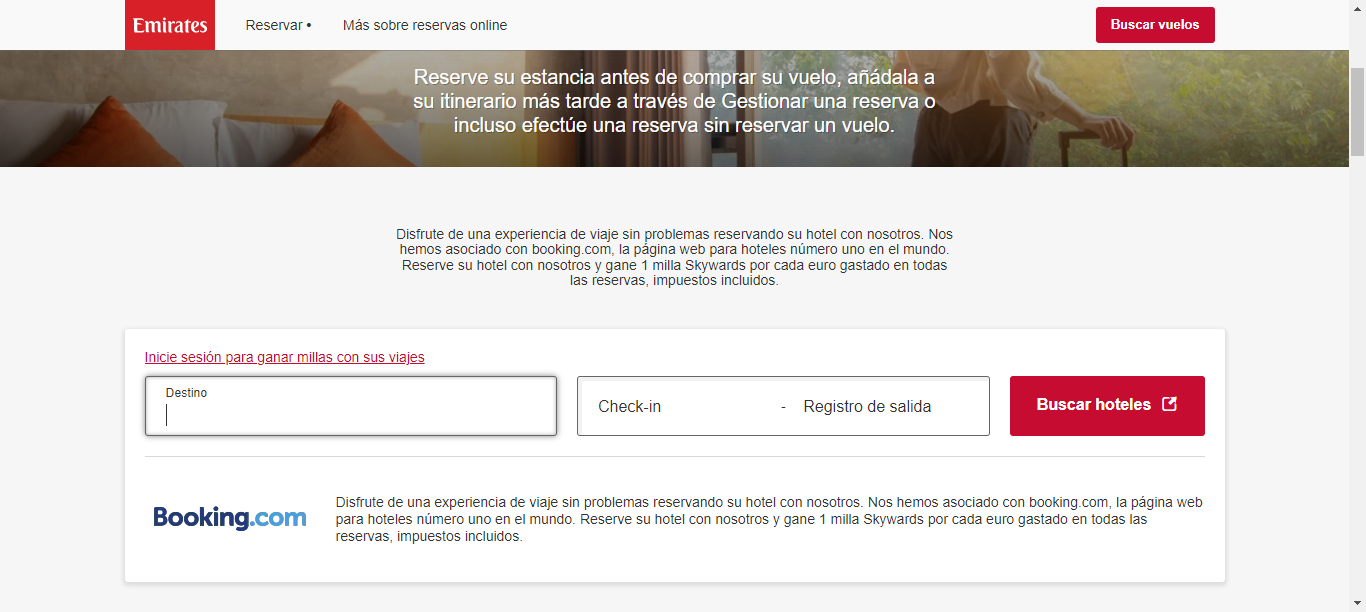 Emirates
Reservar •
Más sobre reservas online
Buscar vuelos
Reserve su estancia antes de comprar su vuelo, añádala a
su itinerario más tarde a través de Gestionar una reserva o
incluso efectúe una reserva sin reservar un vuelo.
Disfrute de una experiencia de viaje sin problemas reservando su hotel con nosotros. Nos
hemos asociado con booking.com, la página web para hoteles número uno en el mundo.
Reserve su hotel con nosotros y gane 1 milla Skywards por cada euro gastado en todas
las reservas, impuestos incluidos.
Inicie sesión para ganar millas con sus viajes
Destino
Check-in - Registro de salida
Buscar hoteles
Booking.com
Disfrute de una experiencia de viaje sin problemas reservando su hotel con nosotros. Nos hemos asociado con booking.com, la página web
para hoteles número uno en el mundo. Reserve su hotel con nosotros y gane 1 milla Skywards por cada euro gastado en todas las
reservas, impuestos incluidos.